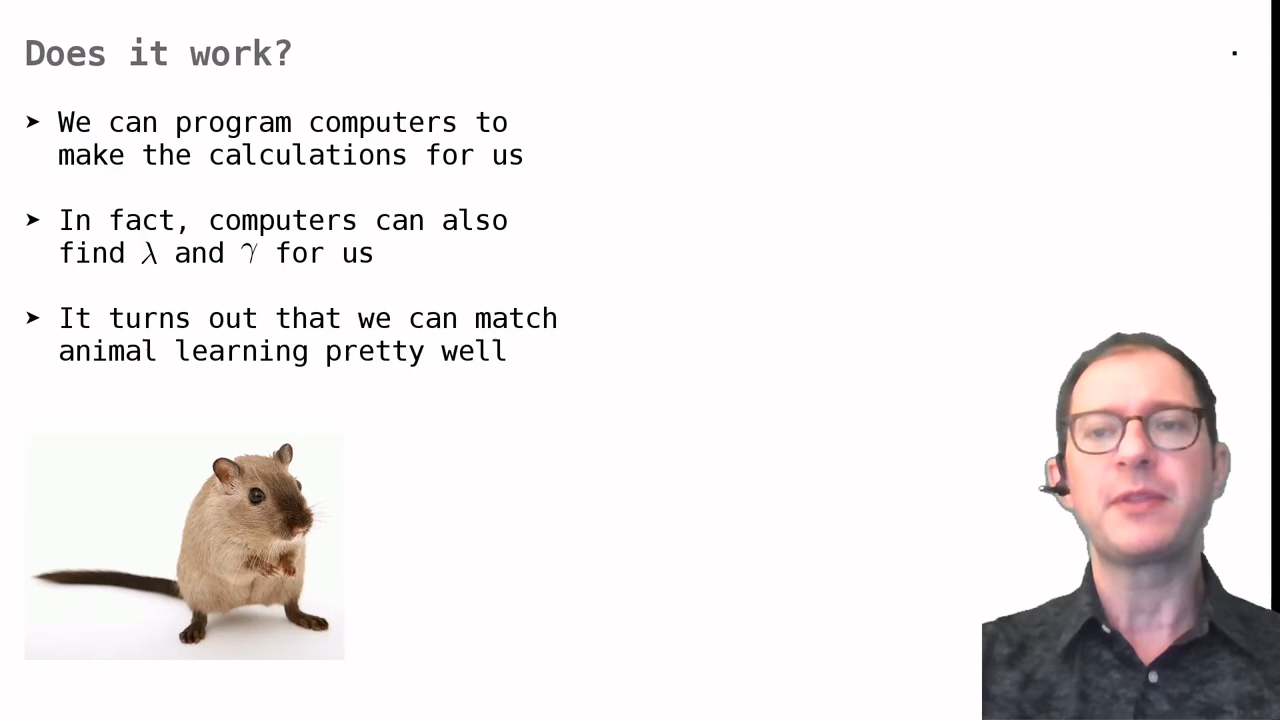 Does it work?
➤ We can program computers to
make the calculations for us
➤ In fact, computers can also
find λ and γ for us
➤ It turns out that we can match
animal learning pretty well